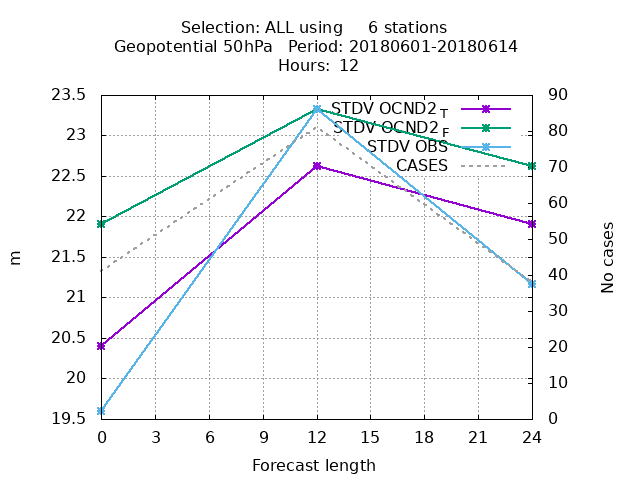 Selection: ALL using 6 stations
Geopotential 50hPa Period: 20180601-20180614
Hours: 12
23.5
23
22.5
22
21.5
21
20.5
20
19.5
90
80
70
60
50
40
30
20
10
0
STDV OCND2 T
STDV OCND2 F
STDV OBS
CASES
m
No cases
0 3 6 9 12 15 18 21 24
Forecast length